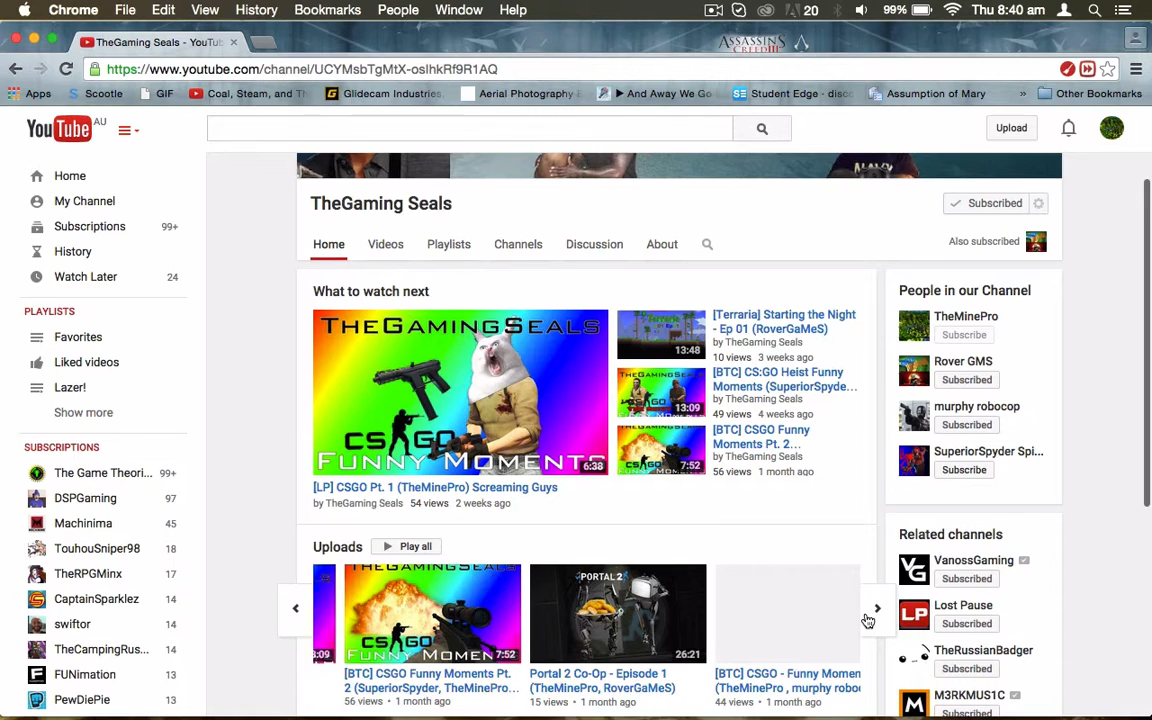 Chrome File Edit View History Bookmarks People Window Help 20 99% Thu 8:40 am
TheGaming Seals - YouTub
ASSASSINS CREED III
https://www.youtube.com/channel/UCYMsbTgMtX-oslhkRf9R1AQ
Apps Scootle GIF Coal, Steam, and Th Glidecam Industries. Aerial Photography & And Away We Go Student Edge - disco Assumption of Mary » Other Bookmarks
YouTube AU Upload
Home
My Channel
Subscriptions 99+
History
Watch Later 24
PLAYLISTS
Favorites
Liked videos
Lazer!
Show more
SUBSCRIPTIONS
The Game Theori... 99+
DSPGaming 97
Machinima 45
TouhouSniper98 18
TheRPGMinx 17
CaptainSparklez 14
swiftor 14
TheCampingRus... 14
FUNimation 13
PewDiePie 13
TheGaming Seals Subscribed
Home Videos Playlists Channels Discussion About
Also subscribed
What to watch next
THEGAMINGSEALS
CS GO
FUNNY MOMENTS
6:38
[LP] CSGO Pt. 1 (TheMinePro) Screaming Guys
by TheGaming Seals 54 views 2 weeks ago
13:48
[Terraria] Starting the Night
- Ep 01 (RoverGaMeS)
by TheGaming Seals
10 views 3 weeks ago
13:09
[BTC] CS:GO Heist Funny
Moments (SuperiorSpyde...
by TheGaming Seals
49 views 4 weeks ago
7:52
[BTC] CSGO Funny
Moments Pt. 2...
by TheGaming Seals
56 views 1 month ago
Uploads Play all
3:09
THEGAMINGSEALS
CS GO
FUNNY MOMEN
7:52
[BTC] CSGO Funny Moments Pt.
2 (SuperiorSpyder, TheMinePro...
56 views 1 month ago
PORTAL 2
26:21
Portal 2 Co-Op - Episode 1
(TheMinePro, RoverGaMeS)
15 views 1 month ago
[BTC] CSGO - Funny Momen
(TheMinePro , murphy robo
44 views 1 month ago
People in our Channel
TheMinePro
Subscribe
Rover GMS
Subscribed
murphy robocop
Subscribed
SuperiorSpyder Spi...
Subscribe
Related channels
VanossGaming
Subscribed
LP
Lost Pause
Subscribed
TheRussianBadger
Subscribed
M3RKMUS1C
Subscribed